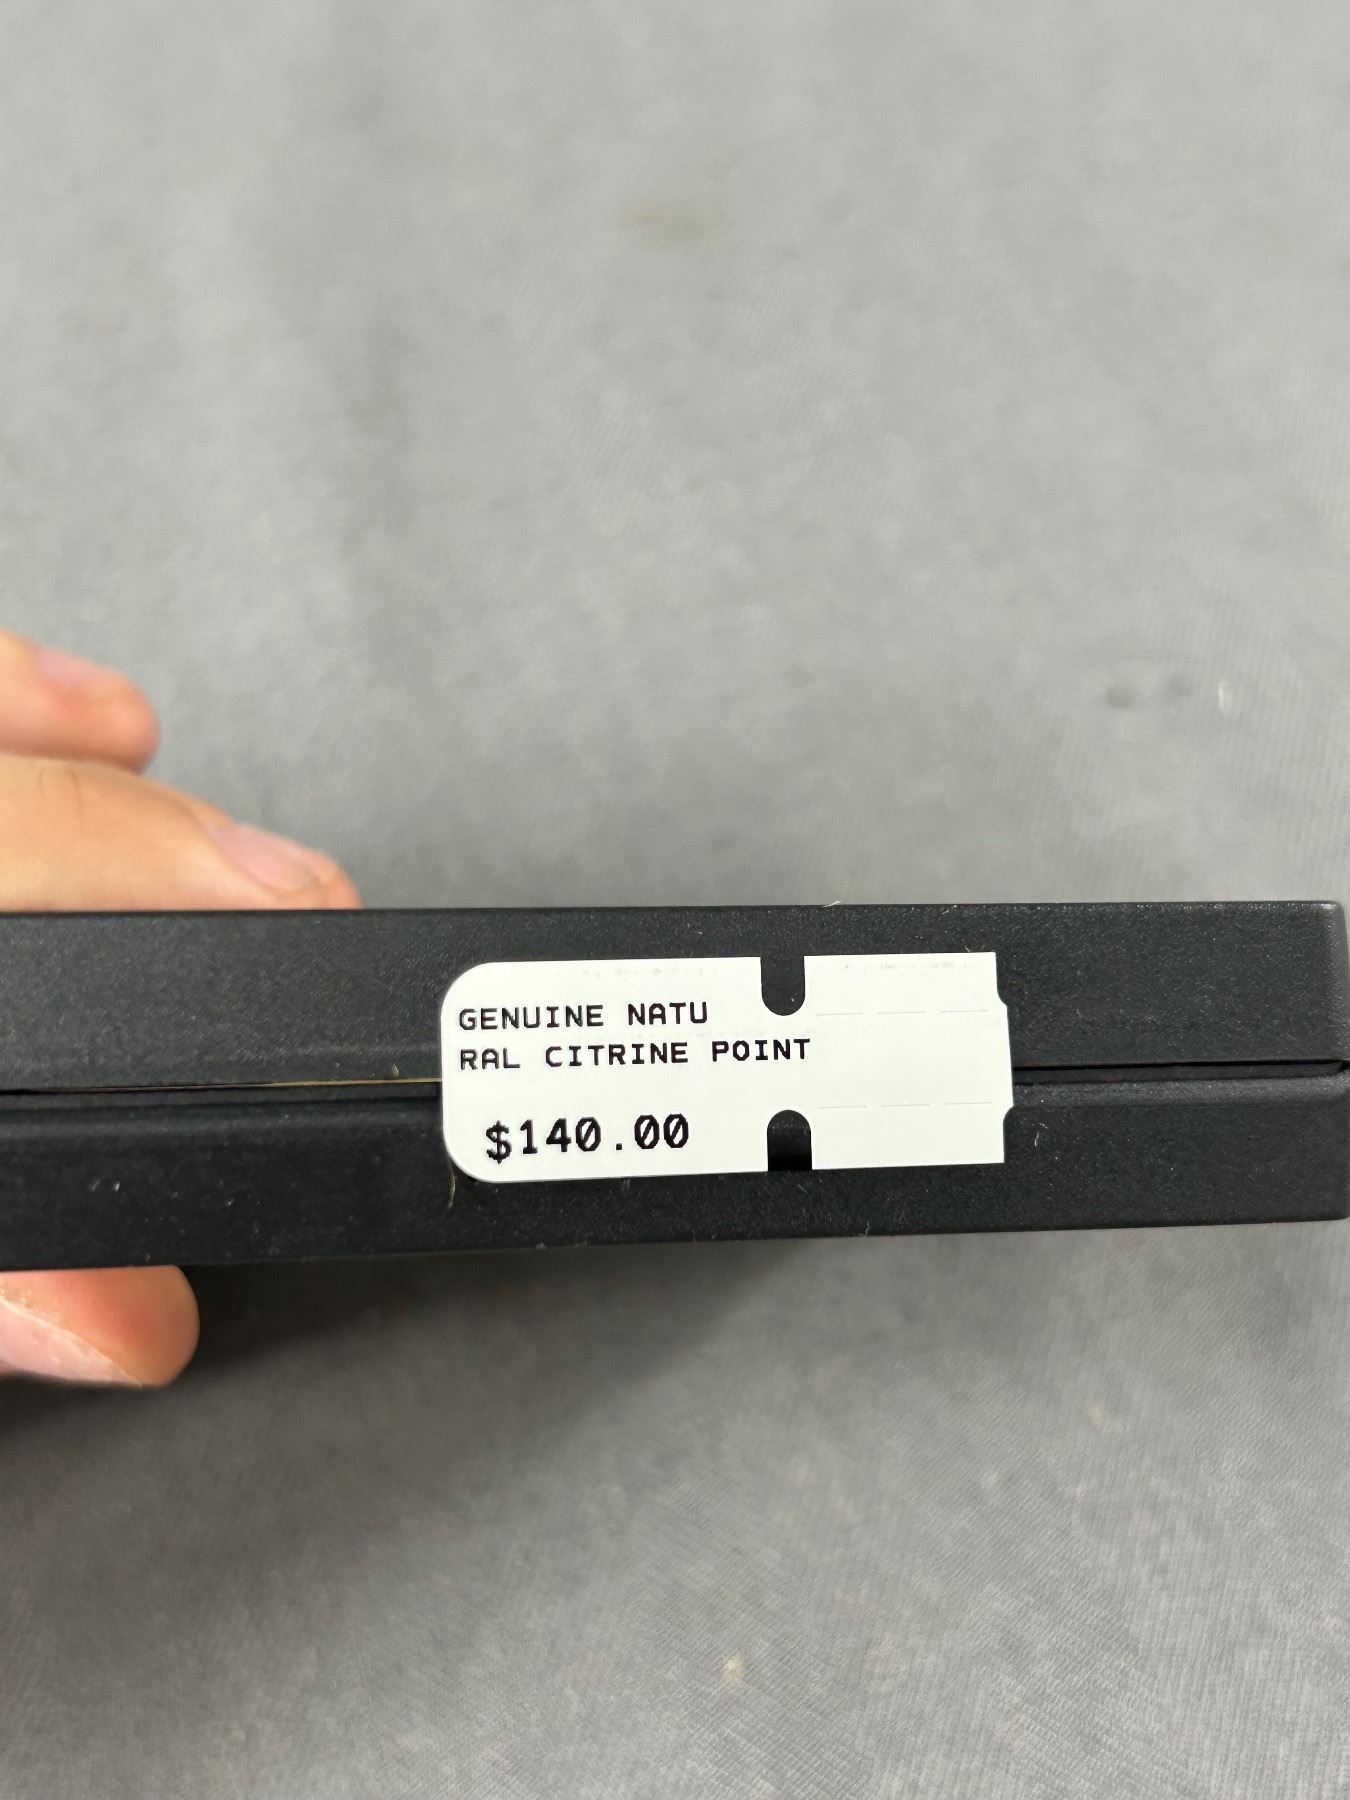 GENUINE NATU
RAL CITRINE POINT
$140.00